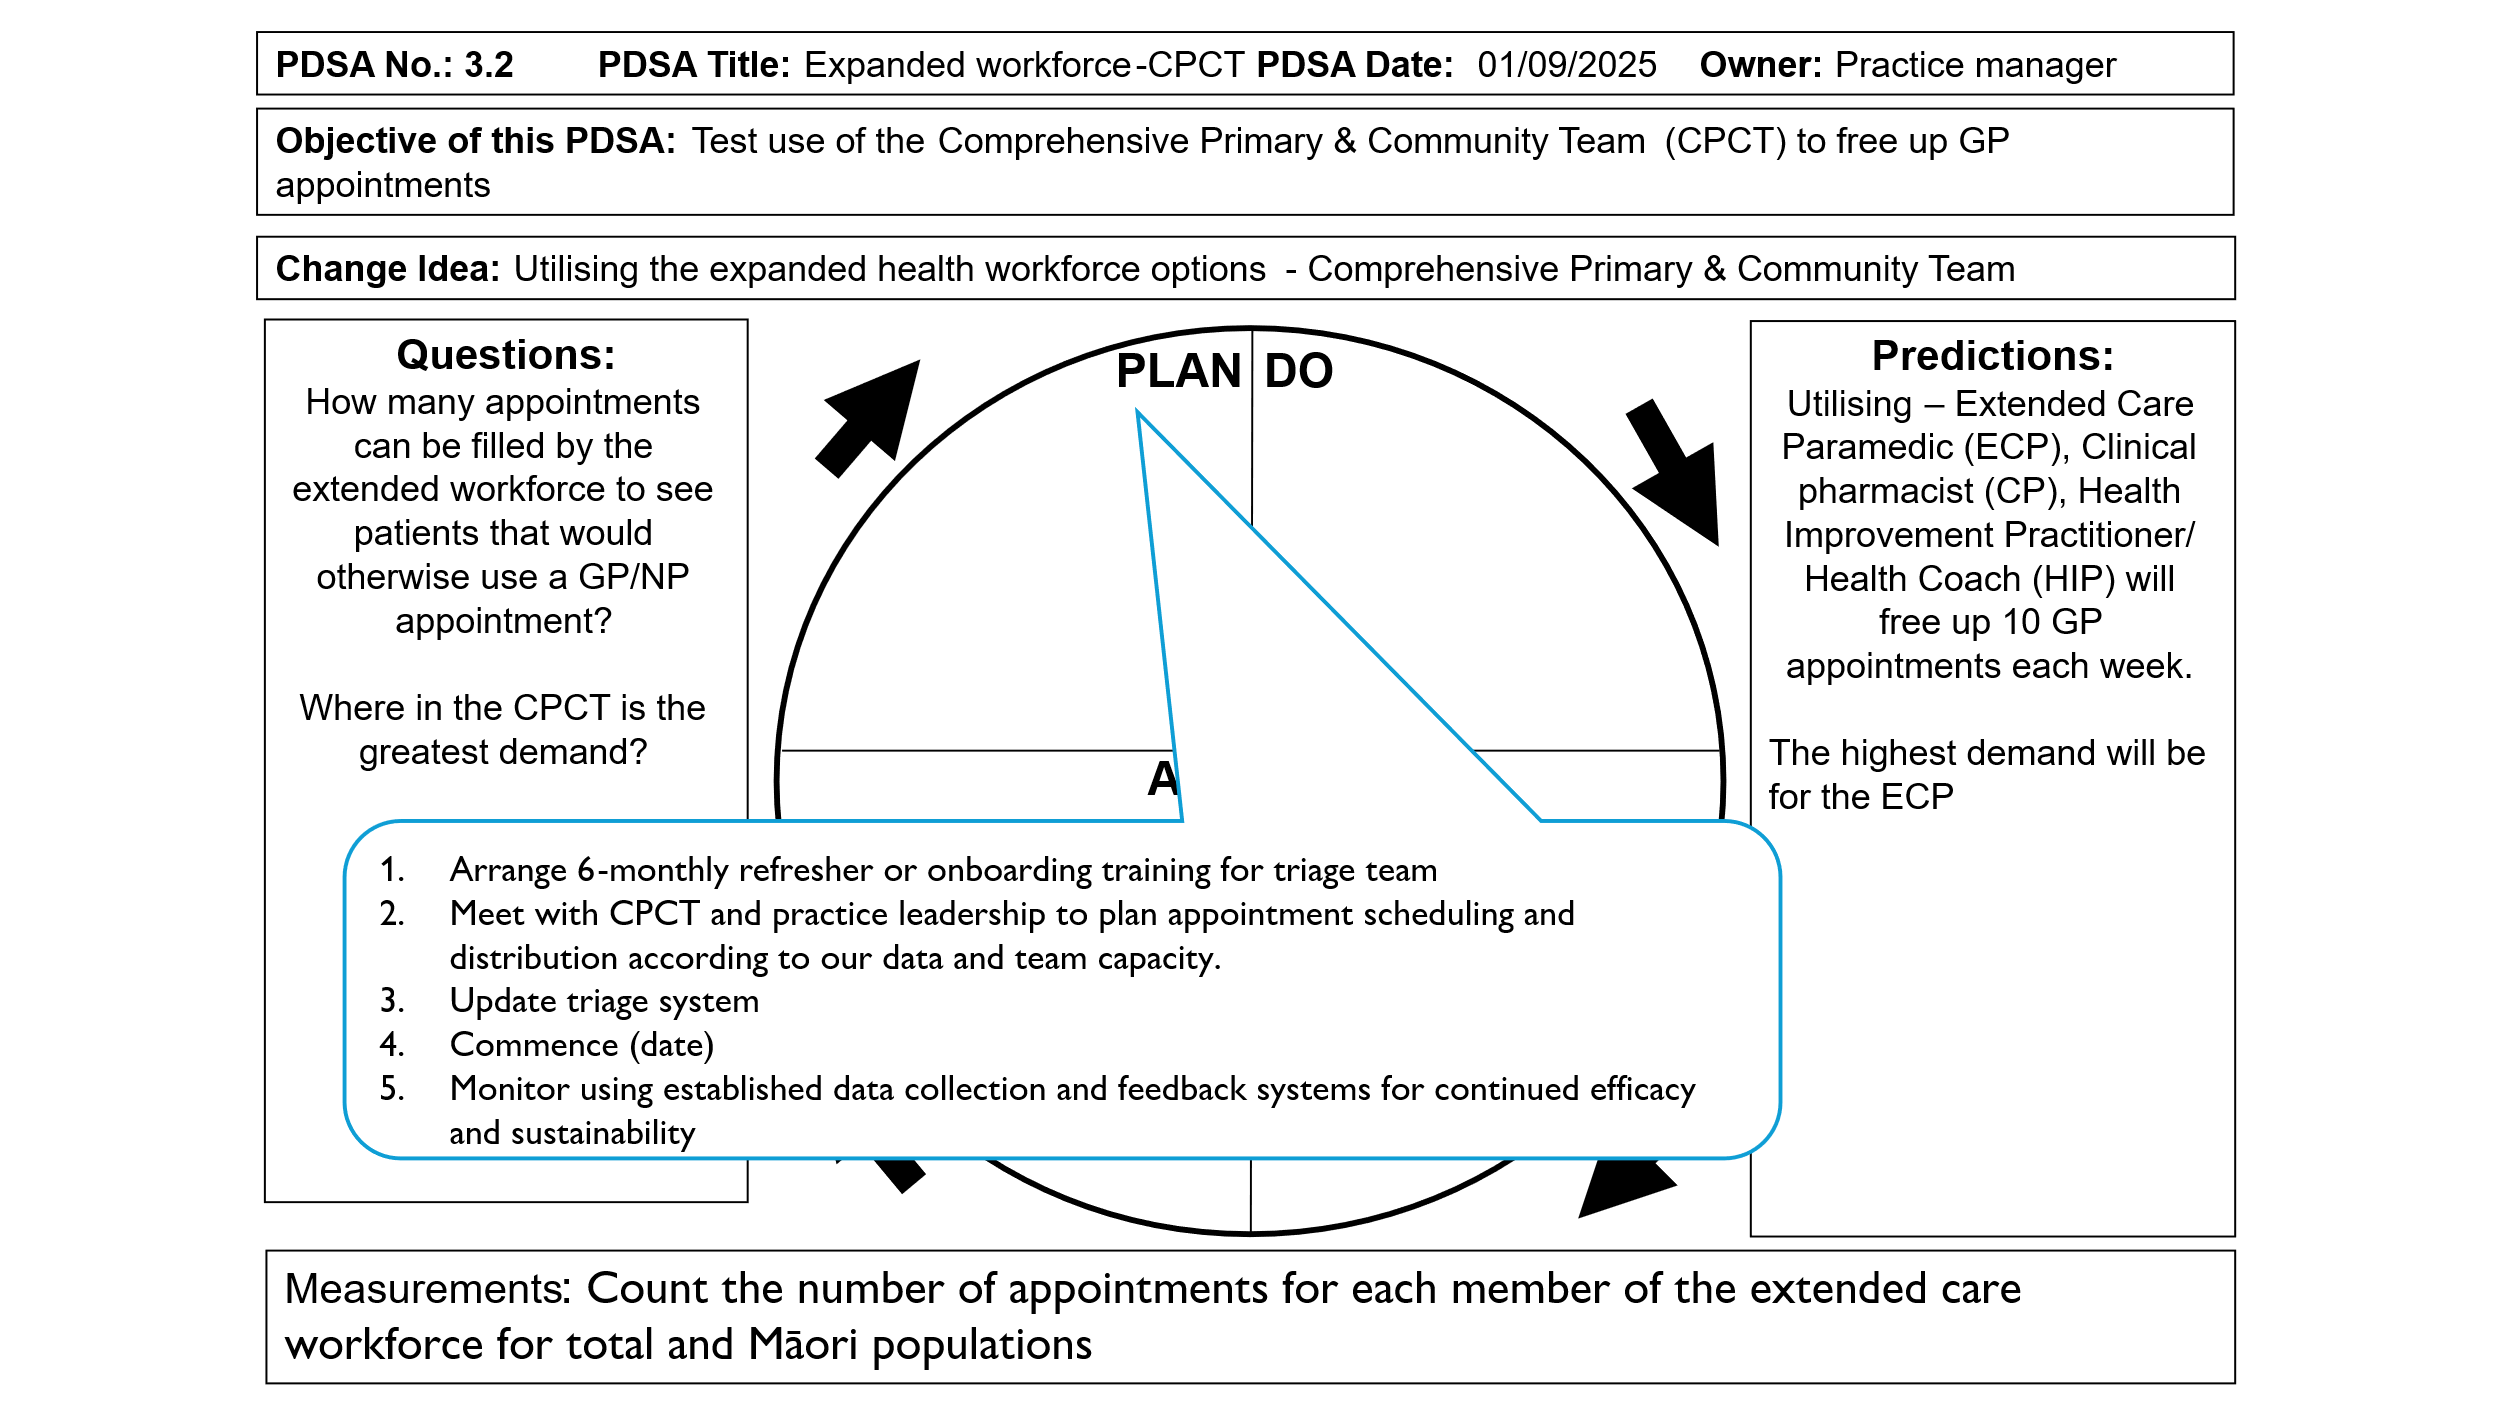 PDSA No.: 3.2 PDSA Title: Expanded workforce-CPCT PDSA Date: 01/09/2025 Owner: Practice manager
Objective of this PDSA: Test use of the Comprehensive Primary & Community Team (CPCT) to free up GP
appointments
Change Idea: Utilising the expanded health workforce options - Comprehensive Primary & Community Team
Questions:
How many appointments
can be filled by the
extended workforce to see
patients that would
otherwise use a GP/NP
appointment?
Where in the CPCT is the
greatest demand?
PLAN DO
A
Predictions:
Utilising – Extended Care
Paramedic (ECP), Clinical
pharmacist (CP), Health
Improvement Practitioner/
Health Coach (HIP) will
free up 10 GP
appointments each week.
The highest demand will be
for the ECP
1. Arrange 6-monthly refresher or onboarding training for triage team
2. Meet with CPCT and practice leadership to plan appointment scheduling and
distribution according to our data and team capacity.
3. Update triage system
4. Commence (date)
5. Monitor using established data collection and feedback systems for continued efficacy
and sustainability
Measurements: Count the number of appointments for each member of the extended care
workforce for total and Māori populations